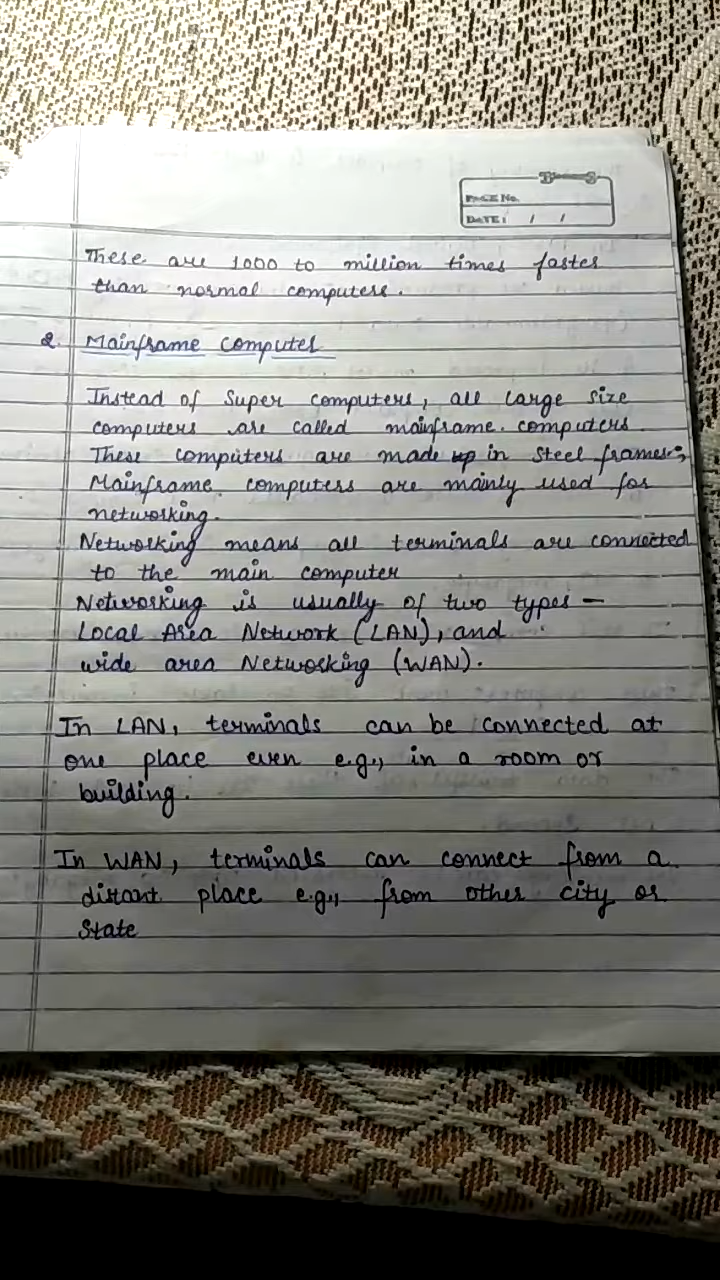 PAGE No.
DATE: / /
These are 1000 to million times faster
than normal computers.
2. Mainframe Computer
Instead of Super computers, all large size
computers are called mainframe. computers.
These computers are made up in Steel frames,
Mainframe computers are mainly used for
networking.
Networking means all terminals are connected
to the main computer
Networking is usually of two types –
Local Area Network (LAN), and
wide area Networking (WAN).
In LAN, terminals can be connected at
one place even e.g., in a room or
building.
In WAN, terminals can connect from a
distant place e.g., from other city or
State